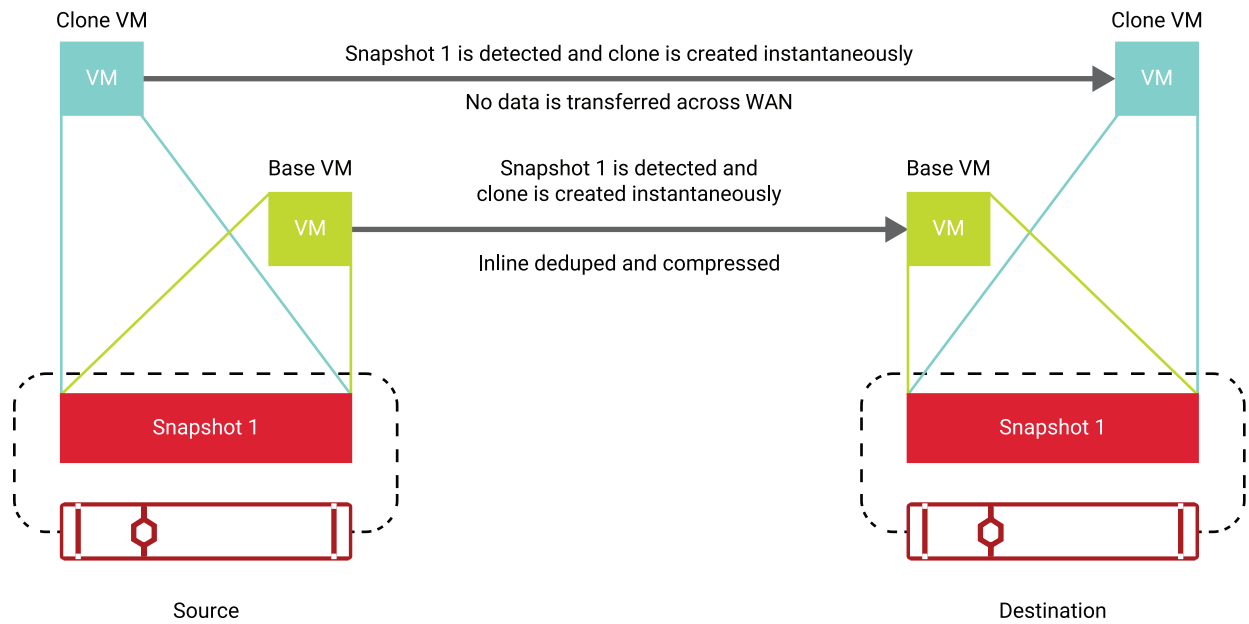 Clone VM
Clone VM
VM
Snapshot 1 is detected and clone is created instantaneously
VM
No data is transferred across WAN
Base VM
Snapshot 1 is detected and
clone is created instantaneously
Base VM
VM
VM
Inline deduped and compressed
Snapshot 1
Snapshot 1
Source
Destination